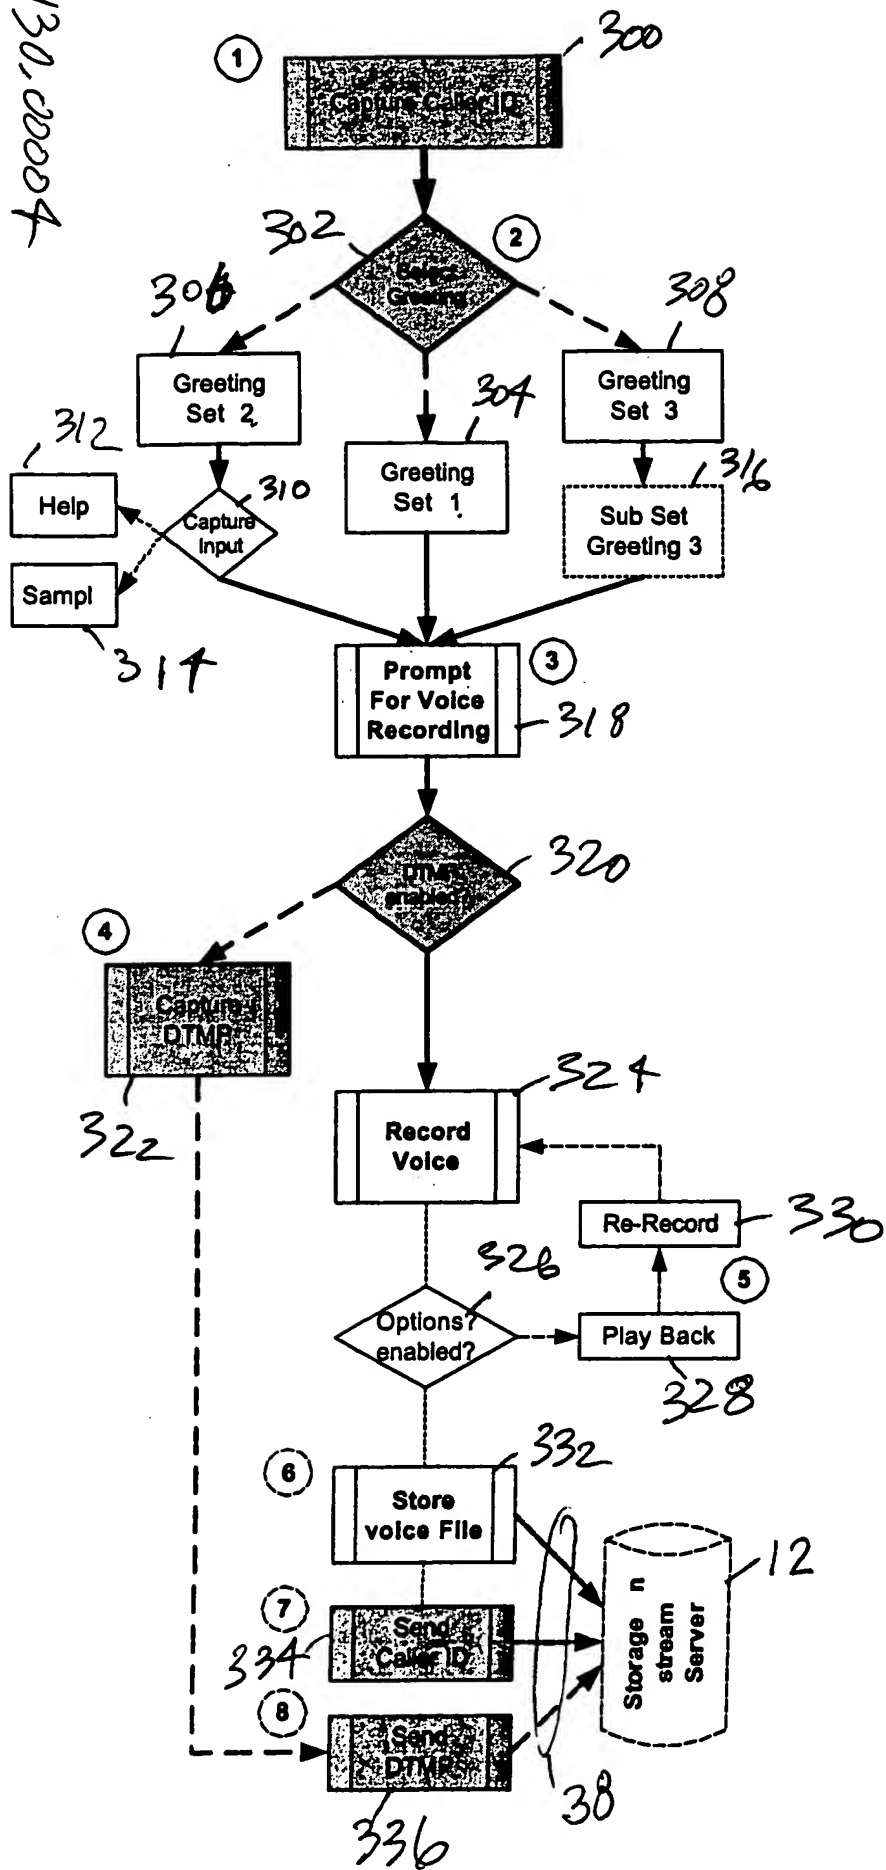 130.00004
1
300
Capture Caller ID
302
2
Select
Greeting
306
308
Greeting
Set 2
304
Greeting
Set 3
312
310
316
Help
Capture
Input
Greeting
Set 1
Sub Set
Greeting 3
Sampl
314
3
Prompt
For Voice
Recording
318
320
DTMF
enabled?
4
Capture
DTMF
322
324
Record
Voice
Re-Record
330
326
5
Options?
enabled?
Play Back
328
6
332
Store
voice File
12
Storage n
stream
Server
7
334
Send
Caller ID
8
Send
DTMF
38
336